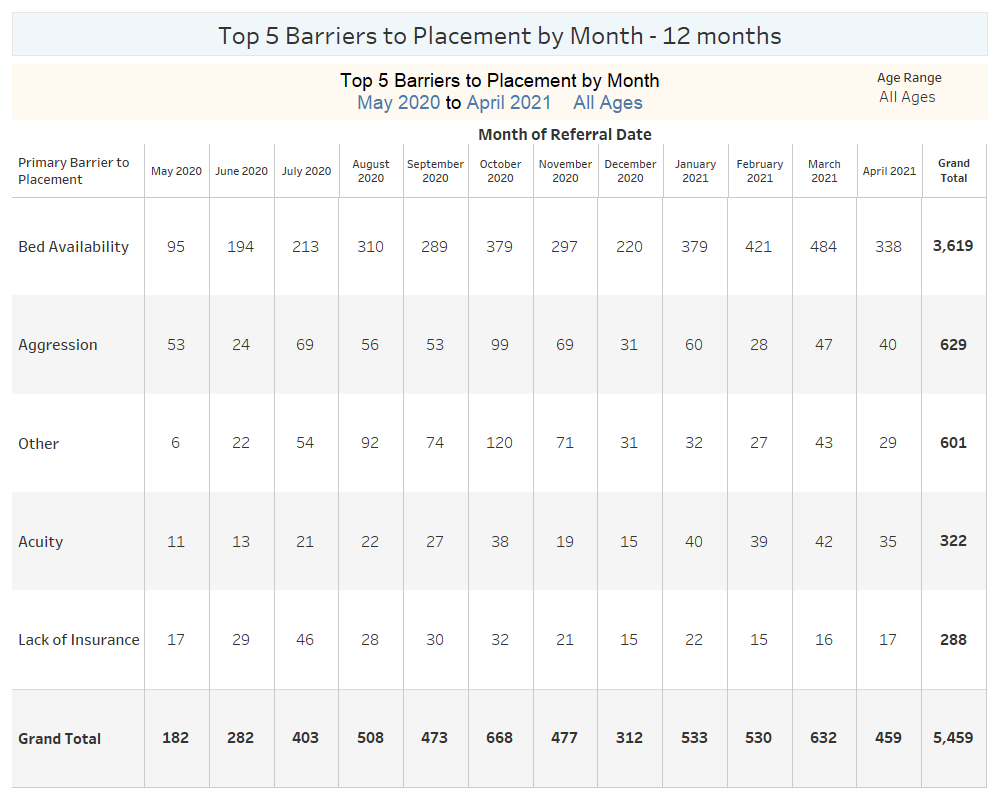 Top 5 Barriers to Placement by Month - 12 months
Top 5 Barriers to Placement by Month
May 2020 to April 2021 All Ages
Age Range
All Ages
Month of Referral Date
Primary Barrier to Placement May 2020 June 2020 July 2020 August 2020 September 2020 October 2020 November 2020 December 2020 January 2021 February 2021 March 2021 April 2021 Grand Total
Bed Availability 95 194 213 310 289 379 297 220 379 421 484 338 3,619
Aggression 53 24 69 56 53 99 69 31 60 28 47 40 629
Other 6 22 54 92 74 120 71 31 32 27 43 29 601
Acuity 11 13 21 22 27 38 19 15 40 39 42 35 322
Lack of Insurance 17 29 46 28 30 32 21 15 22 15 16 17 288
Grand Total 182 282 403 508 473 668 477 312 533 530 632 459 5,459